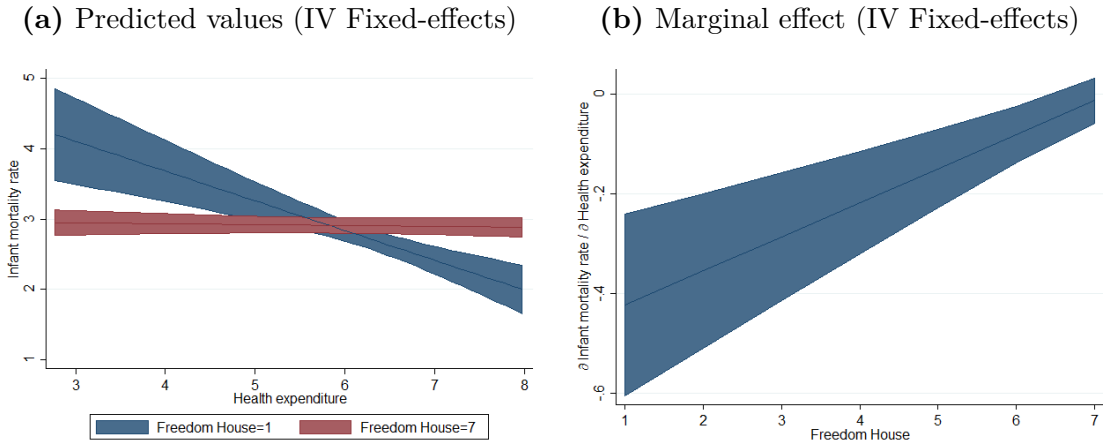 (a) Predicted values (IV Fixed-effects)
Infant mortality rate
5
4
3
2
1
3 4 5 6 7 8
Health expenditure
Freedom House=1 Freedom House=7
(b) Marginal effect (IV Fixed-effects)
∂ Infant mortality rate / ∂ Health expenditure
0
-.2
-.4
-.6
1 2 3 4 5 6 7
Freedom House